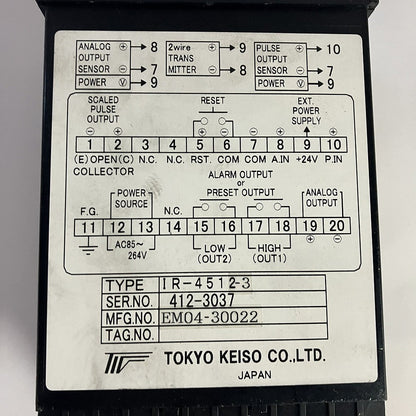 ANALOG ⊕ → 8 2wire ⊕ → 9 PULSE ⊕ → 10
OUTPUT TRANS OUTPUT
SENSOR ⊖ → 7 MITTER ⊖ → 8 SENSOR ⊖ → 7
POWER Ⓥ → 9 POWER Ⓥ → 9
SCALED
PULSE OUTPUT
RESET
EXT.
POWER
SUPPLY
⊖ ⊕ ⊕ ⊖ ⊖ ⊕ ⊕ ⊕
1 2 3 4 5 6 7 8 9 10
(E)OPEN(C) N.C. N.C. RST. COM COM A.IN +24V P.IN
COLLECTOR
ALARM OUTPUT
or
PRESET OUTPUT
POWER
SOURCE
ANALOG
OUTPUT
F.G. N.C.
11 12 13 14 15 16 17 18 19 20
AC85~
264V
LOW
(OUT2)
HIGH
(OUT1)
⊕ ⊖
TYPE IR-4512-3
SER.NO. 412-3037
MFG.NO. EM04-30022
TAG.NO.
TOKYO KEISO CO.,LTD.
JAPAN